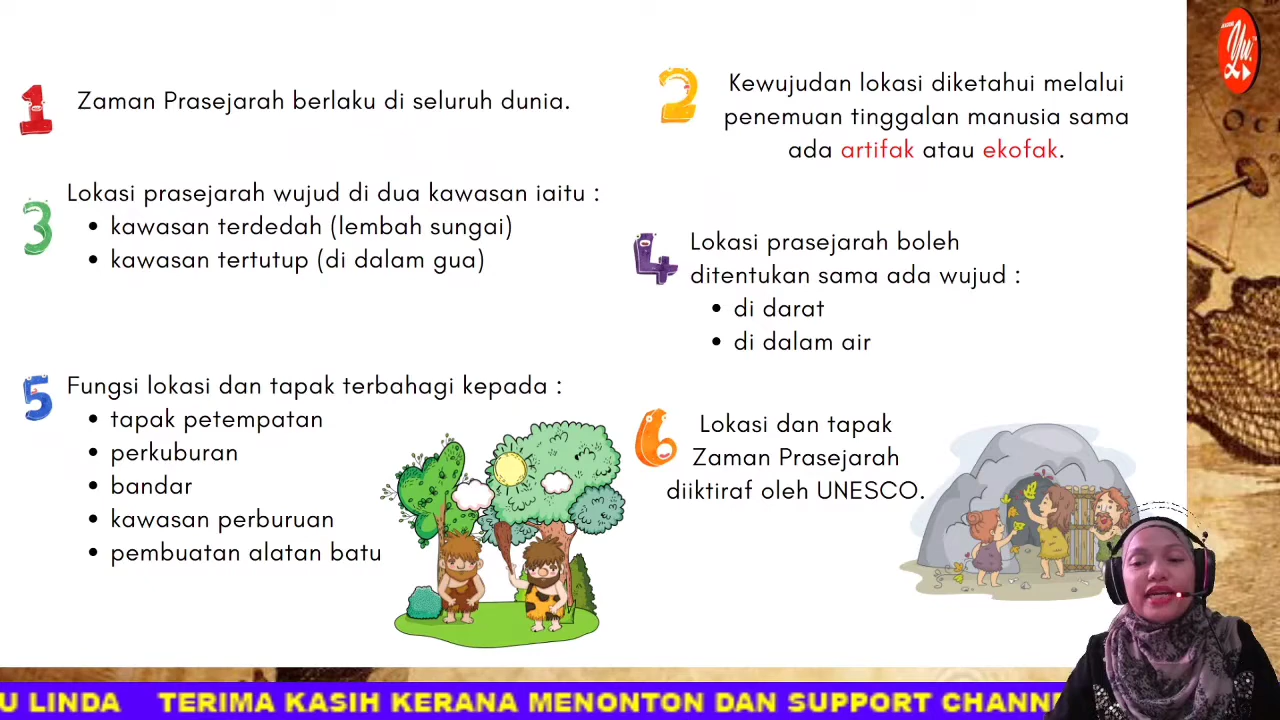 1 Zaman Prasejarah berlaku di seluruh dunia.
2 Kewujudan lokasi diketahui melalui
penemuan tinggalan manusia sama
ada artifak atau ekofak.
3 Lokasi prasejarah wujud di dua kawasan iaitu :
• kawasan terdedah (lembah sungai)
• kawasan tertutup (di dalam gua)
4 Lokasi prasejarah boleh
ditentukan sama ada wujud :
• di darat
• di dalam air
5 Fungsi lokasi dan tapak terbahagi kepada :
• tapak petempatan
• perkuburan
• bandar
• kawasan perburuan
• pembuatan alatan batu
6 Lokasi dan tapak
Zaman Prasejarah
diiktiraf oleh UNESCO.
U LINDA TERIMA KASIH KERANA MENONTON DAN SUPPORT CHANNE